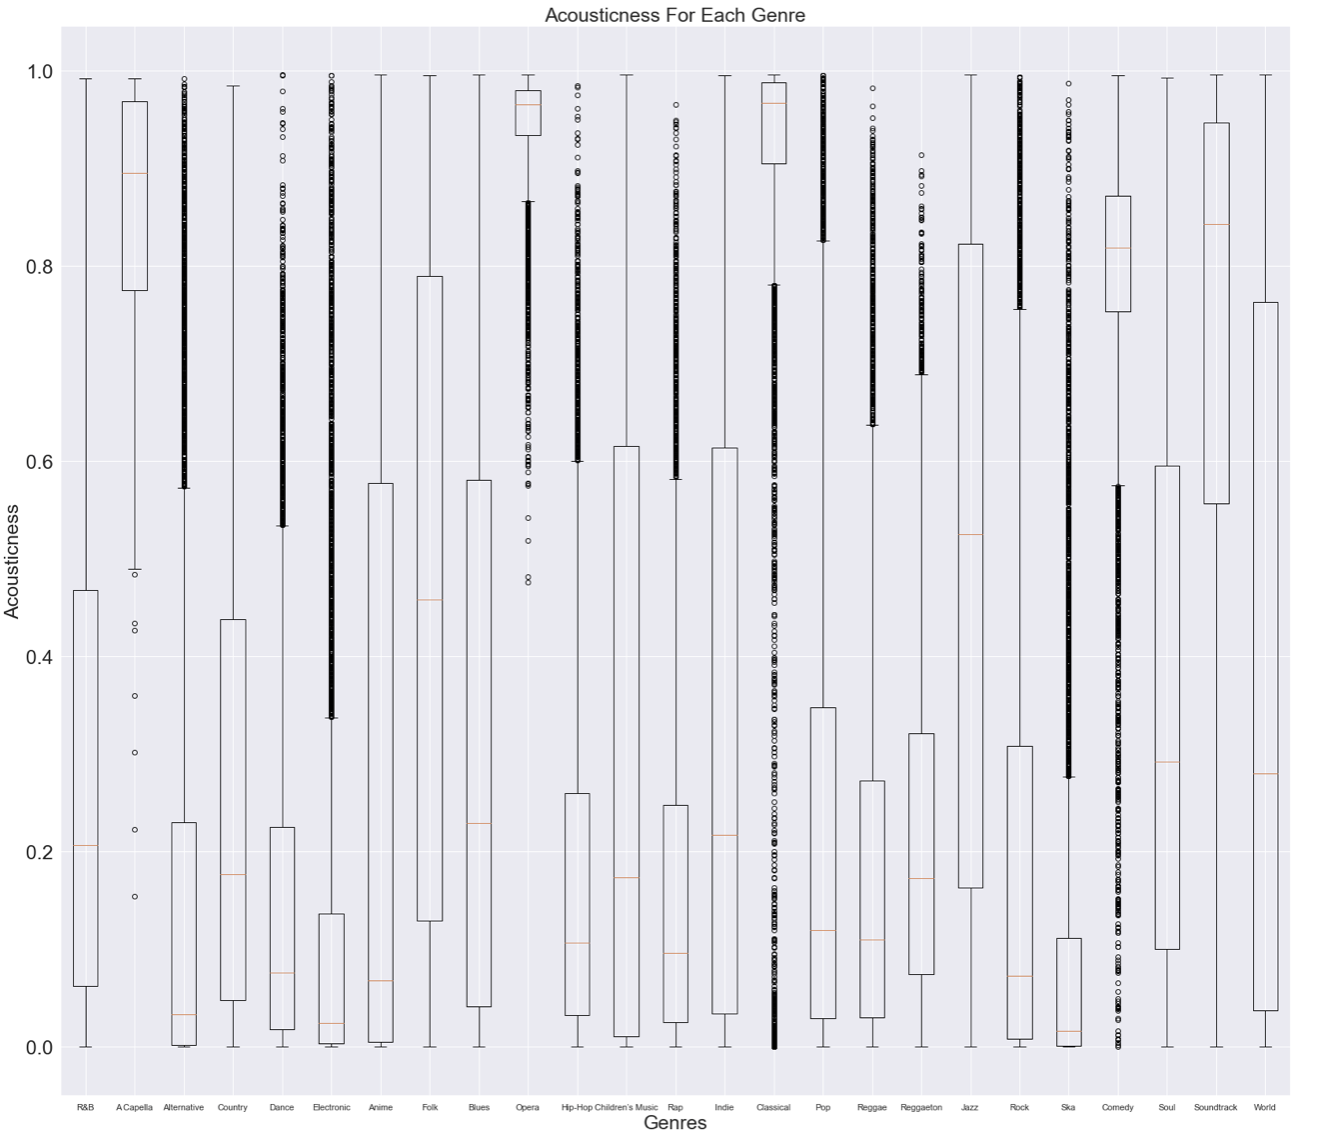 Acousticness For Each Genre
1.0
0.8
0.6
0.4
0.2
0.0
Acousticness
R&B A Capella Alternative Country Dance Electronic Anime Folk Blues Opera Hip-Hop Children's Music Rap Indie Classical Pop Reggae Reggaeton Jazz Rock Ska Comedy Soul Soundtrack World
Genres